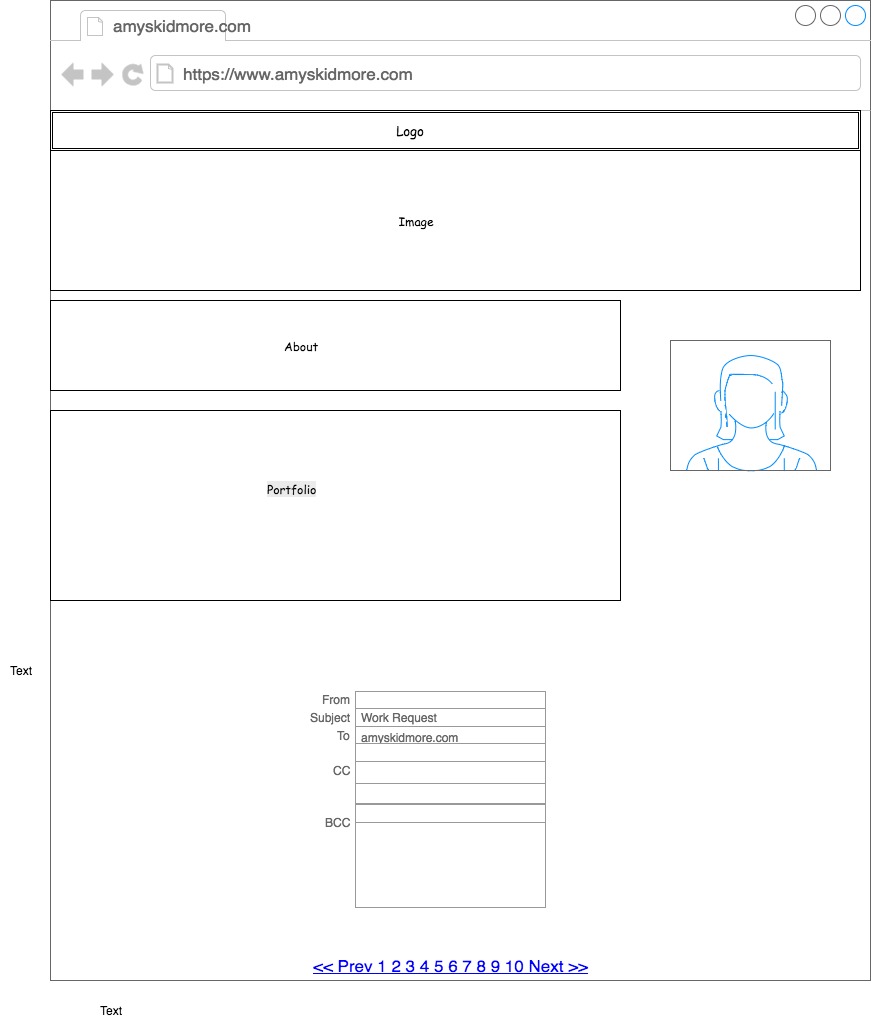 amyskidmore.com
https://www.amyskidmore.com
Logo
Image
About
Portfolio
Text
From
Subject Work Request
To amyskidmore.com
CC
BCC
<< Prev 1 2 3 4 5 6 7 8 9 10 Next >>
Text